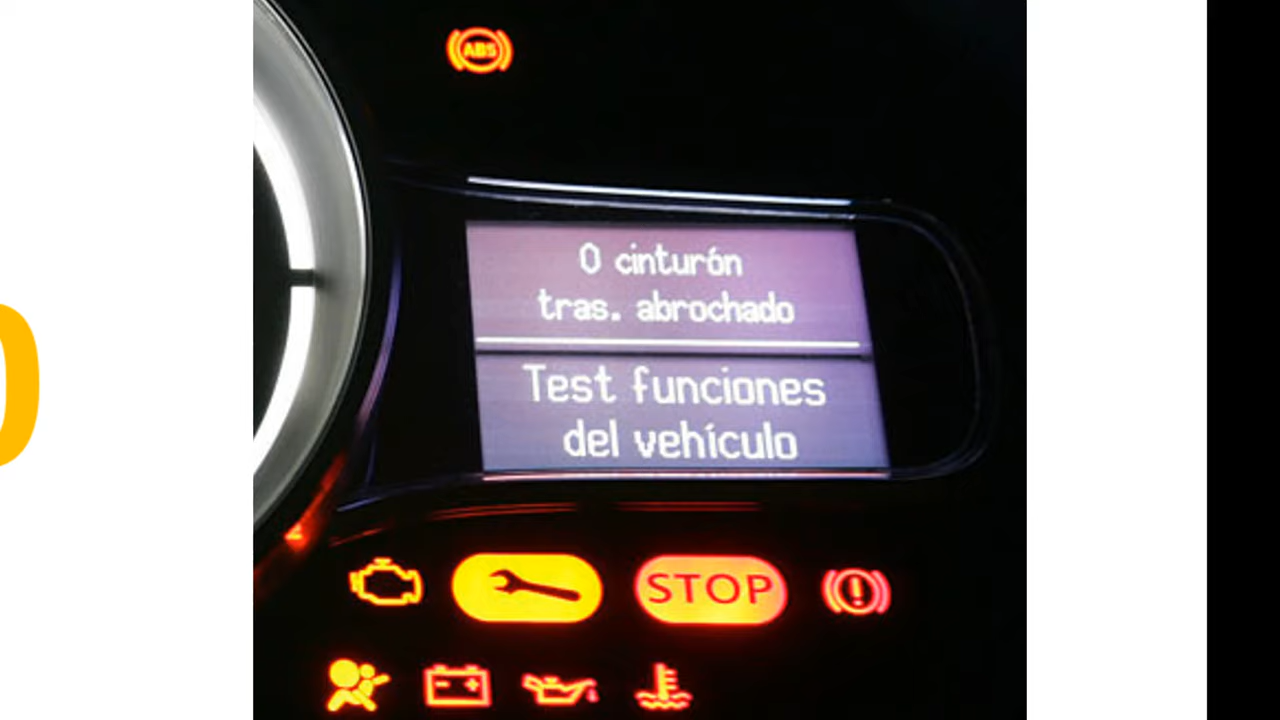 ABS
0 cinturón
tras. abrochado
Test funciones
del vehículo
STOP